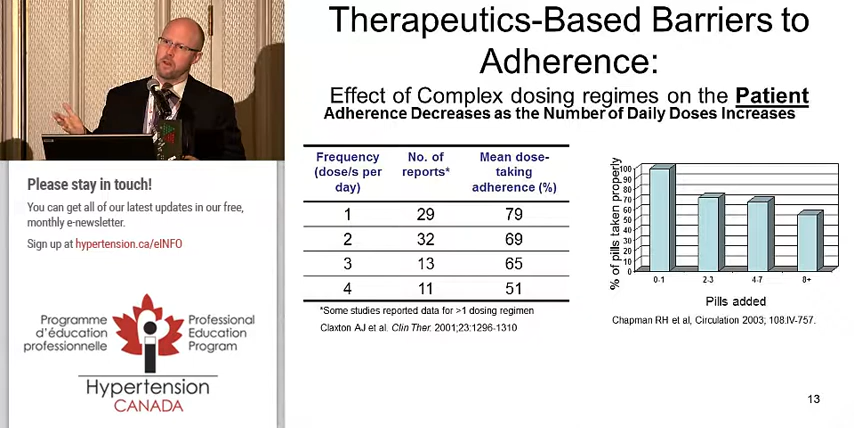 Therapeutics-Based Barriers to
Adherence:
Effect of Complex dosing regimes on the Patient
Adherence Decreases as the Number of Daily Doses Increases
Frequency
(dose/s per
day)
No. of
reports*
Mean dose-
taking
adherence (%)
1 29 79
2 32 69
3 13 65
4 11 51
*Some studies reported data for >1 dosing regimen
Claxton AJ et al. Clin Ther. 2001;23:1296-1310
% of pills taken properly
100
90
80
70
60
50
40
30
20
10
0
0-1 2-3 4-7 8+
Pills added
Chapman RH et al, Circulation 2003; 108.IV-757.
13
Please stay in touch!
You can get all of our latest updates in our free,
monthly e-newsletter.
Sign up at hypertension.ca/eINFO
Programme
d'éducation
professionnelle
Professional
Education
Program
Hypertension
CANADA